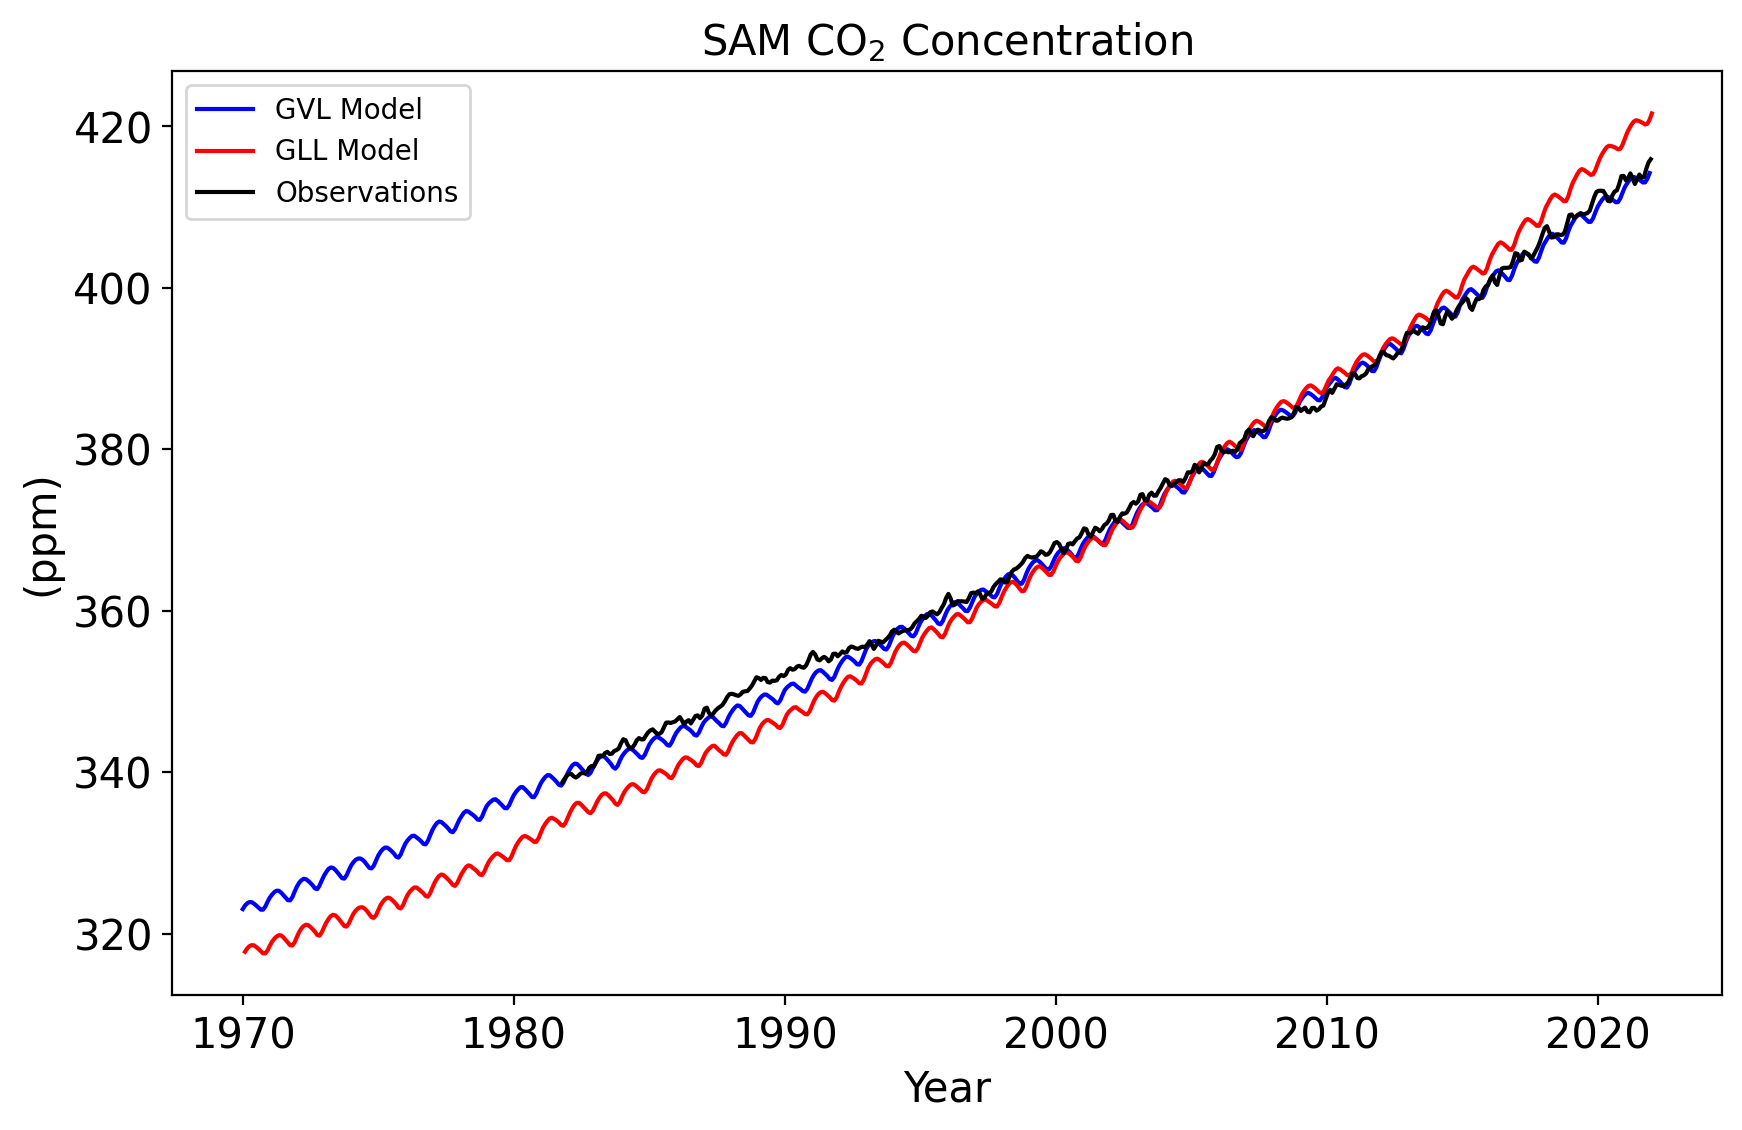 SAM CO₂ Concentration
GVL Model
GLL Model
Observations
420
400
380
360
340
320
(ppm)
1970 1980 1990 2000 2010 2020
Year